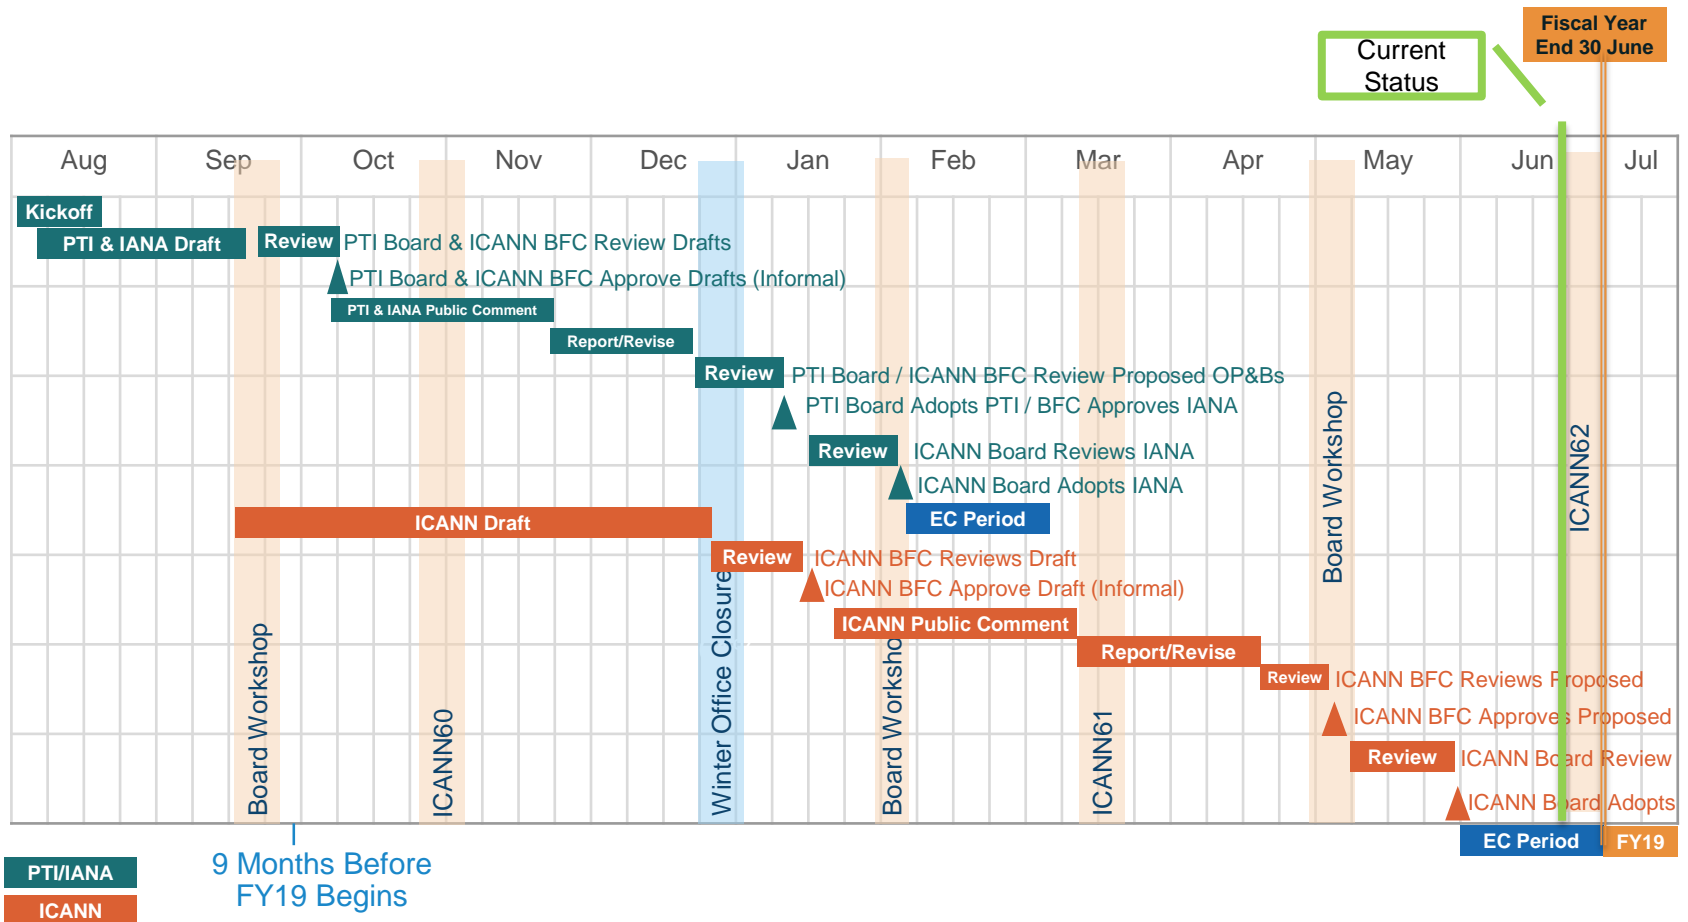 Fiscal Year
End 30 June
Current
Status
Aug
Sep
Oct
Nov
Dec
Jan
Feb
Mar
Apr
May
Jun
Jul
Kickoff
PTI & IANA Draft
Review
PTI Board & ICANN BFC Review Drafts
PTI Board & ICANN BFC Approve Drafts (Informal)
PTI & IANA Public Comment
Report/Revise
Review
PTI Board / ICANN BFC Review Proposed OP&Bs
PTI Board Adopts PTI / BFC Approves IANA
Review
ICANN Board Reviews IANA
ICANN Board Adopts IANA
ICANN Draft
EC Period
Review
ICANN BFC Reviews Draft
ICANN BFC Approve Draft (Informal)
ICANN Public Comment
Report/Revise
Review
ICANN BFC Reviews Proposed
ICANN BFC Approves Proposed
Review
ICANN Board Review
ICANN Board Adopts
Board Workshop
ICANN60
Winter Office Closure
Board Workshop
ICANN61
Board Workshop
ICANN62
EC Period
FY19
9 Months Before
FY19 Begins
PTI/IANA
ICANN